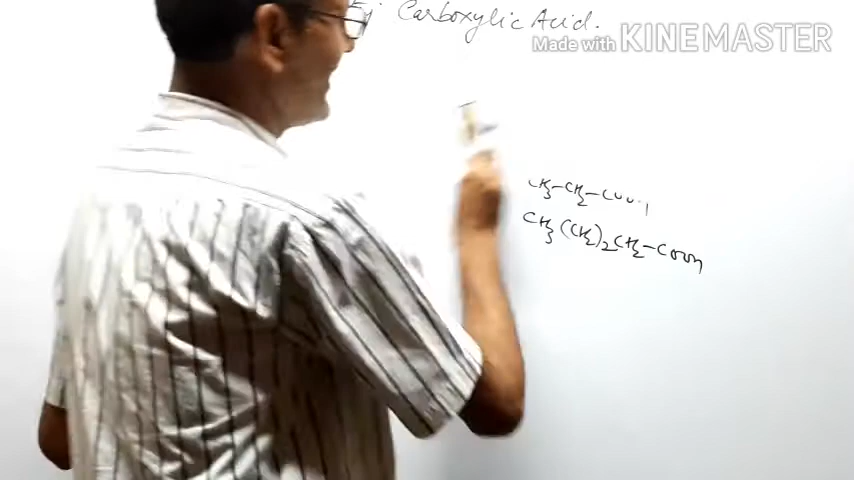 Carboxylic Acid.
Made with KINEMASTER
CH3-CH2-COOH
CH3(CH2)2CH2-COOH